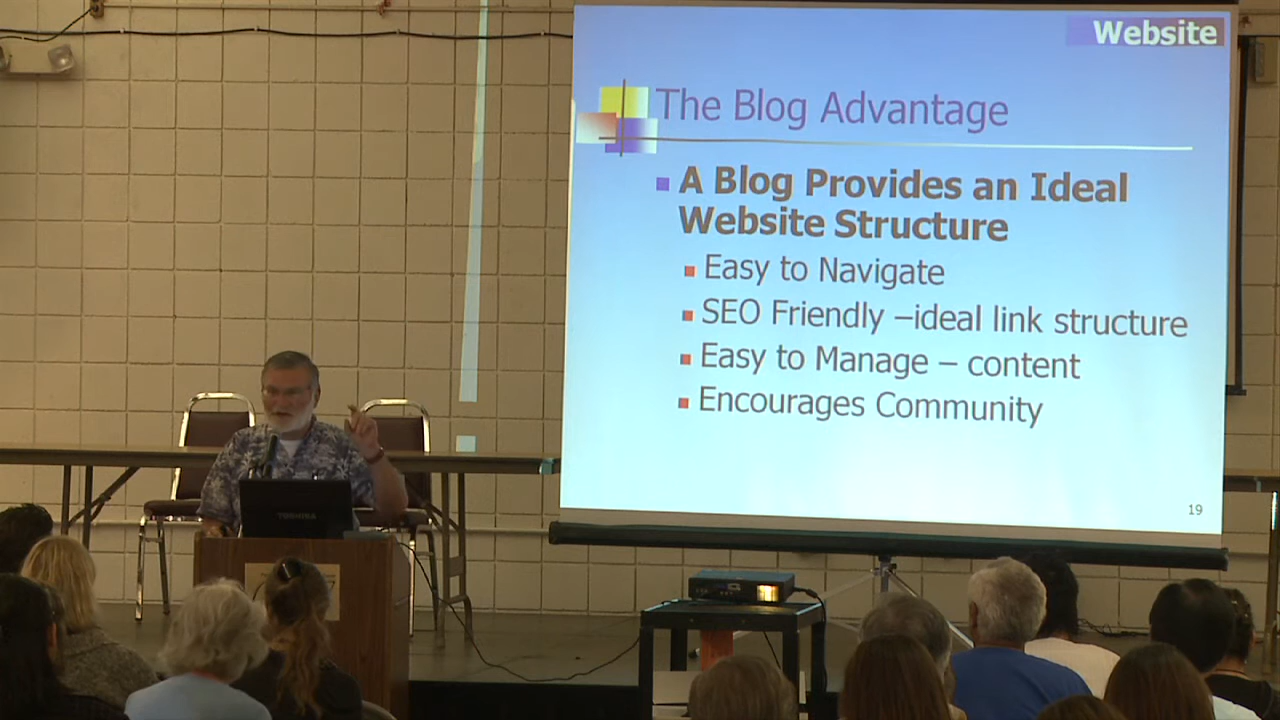 Website
The Blog Advantage
A Blog Provides an Ideal
Website Structure
Easy to Navigate
SEO Friendly –ideal link structure
Easy to Manage – content
Encourages Community
19
TOSHIBA